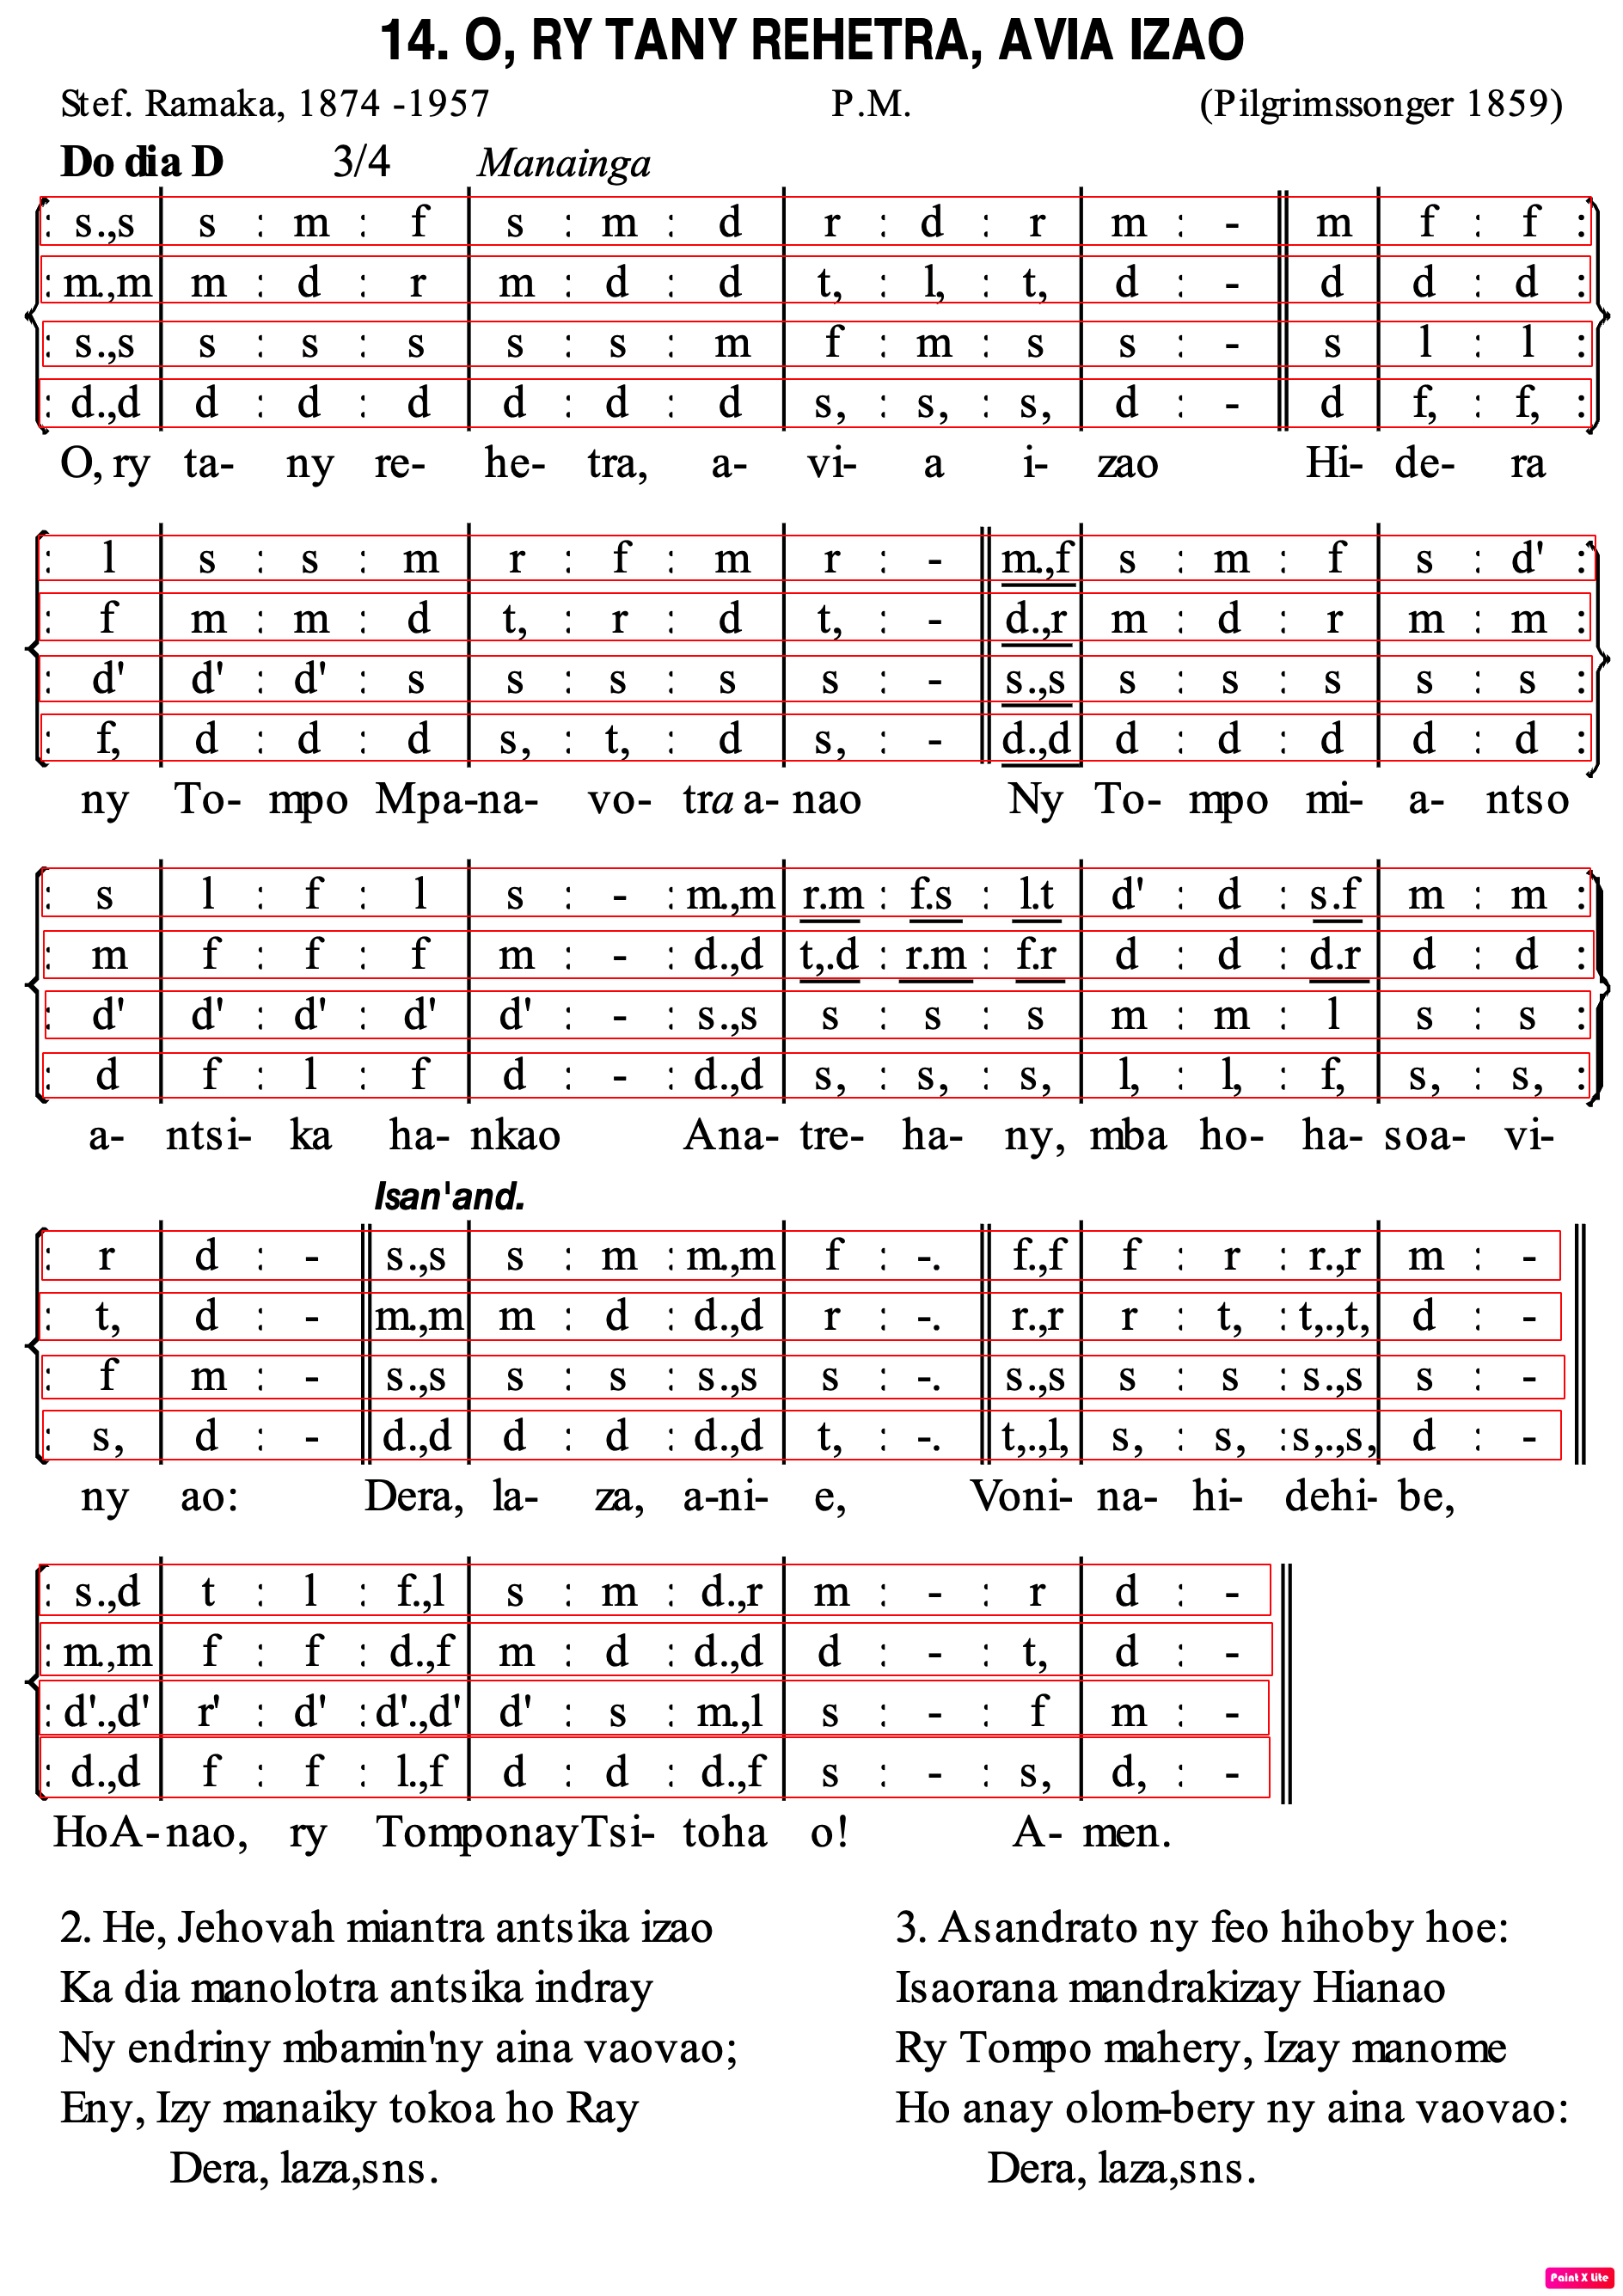 14. O, RY TANY REHETRA, AVIA IZAO
Stef. Ramaka, 1874 -1957 P.M. (Pilgrimssonger 1859)
Do dia D 3/4 Manainga
: s.,s | s : m : f | s : m : d | r : d : r | m : - || m | f : f :
: m.,m | m : d : r | m : d : d | t, : l, : t, | d : - || d | d : d :
: s.,s | s : s : s | s : s : m | f : m : s | s : - || s | l : l :
: d.,d | d : d : d | d : d : d | s, : s, : s, | d : - || d | f, : f, :
O, ry ta- ny re- he- tra, a- vi- a i- zao Hi- de- ra
: l | s : s : m | r : f : m | r : - || m.,f | s : m : f | s : d' :
: f | m : m : d | t, : r : d | t, : - || d.,r | m : d : r | m : m :
: d' | d' : d' : s | s : s : s | s : - || s.,s | s : s : s | s : s :
: f, | d : d : d | s, : t, : d | s, : - || d.,d | d : d : d | d : d :
ny To- mpo Mpa-na- vo- tra a- nao Ny To- mpo mi- a- ntso
: s | l : f : l | s : - : m.,m | r.m : f.s : l.t | d' : d : s.f | m : m :
: m | f : f : f | m : - : d.,d | t,.d : r.m : f.r | d : d : d.r | d : d :
: d' | d' : d' : d' | d' : - : s.,s | s : s : s | m : m : l | s : s :
: d | f : l : f | d : - : d.,d | s, : s, : s, | l, : l, : f, | s, : s, :
a- ntsi- ka ha- nkao Ana- tre- ha- ny, mba ho- ha- soa- vi-
Isan'and.
: r | d : - || s.,s | s : m : m.,m | f : -. || f.,f | f : r : r.,r | m : - ||
: t, | d : - || m.,m | m : d : d.,d | r : -. || r.,r | r : t, : t,.,t, | d : - ||
: f | m : - || s.,s | s : s : s.,s | s : -. || s.,s | s : s : s.,s | s : - ||
: s, | d : - || d.,d | d : d : d.,d | t, : -. || t,.,l, | s, : s, : s,.,s, | d : - ||
ny ao: Dera, la- za, a-ni- e, Voni- na- hi- dehi- be,
: s.,d | t : l : f.,l | s : m : d.,r | m : - : r | d : - ||
: m.,m | f : f : d.,f | m : d : d.,d | d : - : t, | d : - ||
: d'.,d' | r' : d' : d'.,d' | d' : s : m.,l | s : - : f | m : - ||
: d.,d | f : f : l.,f | d : d : d.,f | s : - : s, | d, : - ||
HoA-nao, ry TomponayTsi- toha o! A- men.
2. He, Jehovah miantra antsika izao
Ka dia manolotra antsika indray
Ny endriny mbamin'ny aina vaovao;
Eny, Izy manaiky tokoa ho Ray
Dera, laza,sns.
3. Asandrato ny feo hihoby hoe:
Isaorana mandrakizay Hianao
Ry Tompo mahery, Izay manome
Ho anay olom-bery ny aina vaovao:
Dera, laza,sns.
Paint X Lite